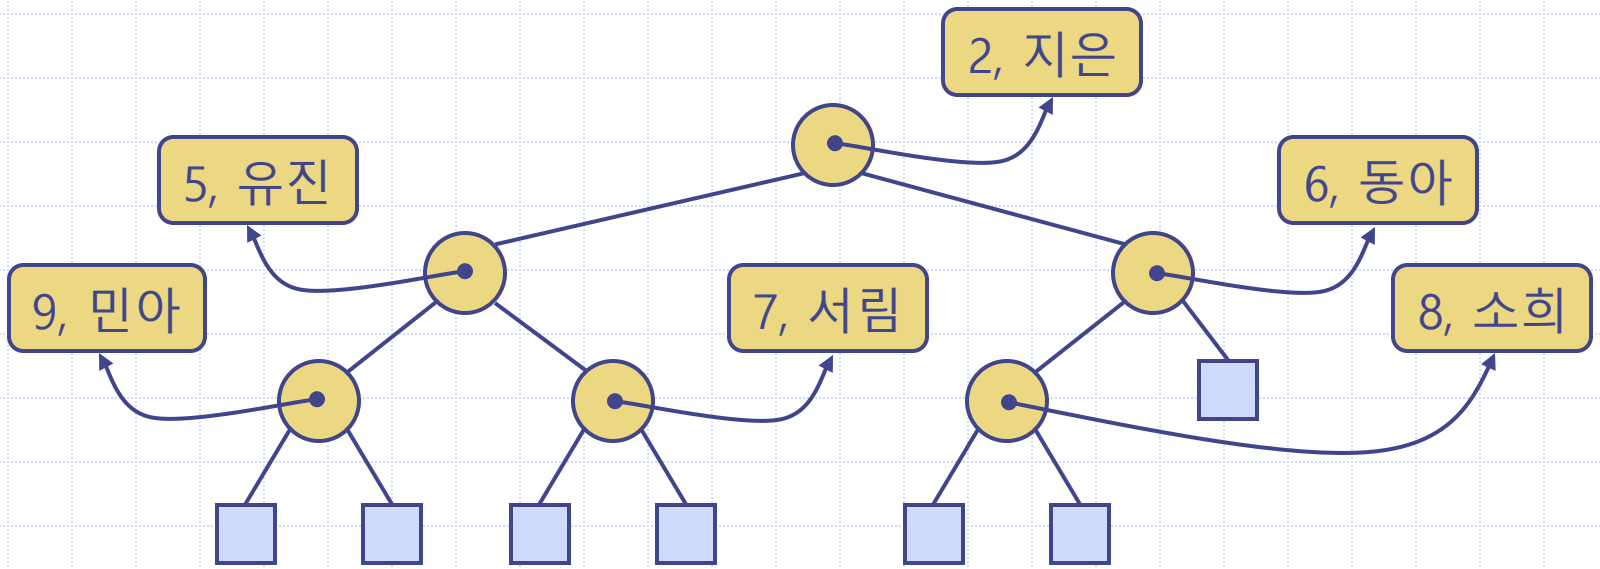 2, 지은
5, 유진
6, 동아
9, 민아
7, 서림
8, 소희